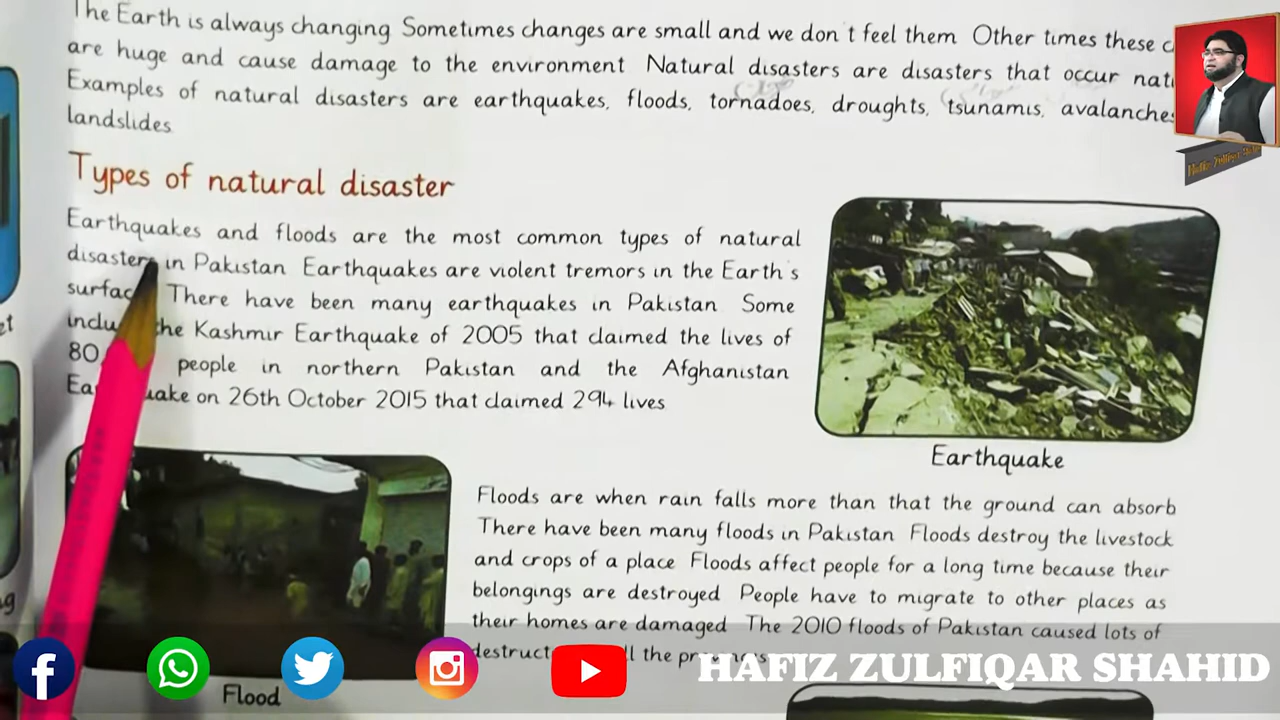 The Earth is always changing Sometimes changes are small and we don't feel them Other times these
are huge and cause damage to the environment Natural disasters are disasters that occur
Examples of natural disasters are earthquakes, floods, tornadoes, droughts, tsunamis, avalanches
landslides
Types of natural disaster
Earthquakes and floods are the most common types of natural
disasters in Pakistan Earthquakes are violent tremors in the Earth's
There have been many earthquakes in Pakistan Some
the Kashmir Earthquake of 2005 that claimed the lives of
80 people in northern Pakistan and the Afghanistan
on 26th October 2015 that claimed 294 lives
Earthquake
Floods are when rain falls more than that the ground can absorb
There have been many floods in Pakistan Floods destroy the livestock
and crops of a place Floods affect people for a long time because their
belongings are destroyed People have to migrate to other places as
their homes are damaged The 2010 floods of Pakistan caused lots of
the
Flood
HAFIZ ZULFIQAR SHAHID